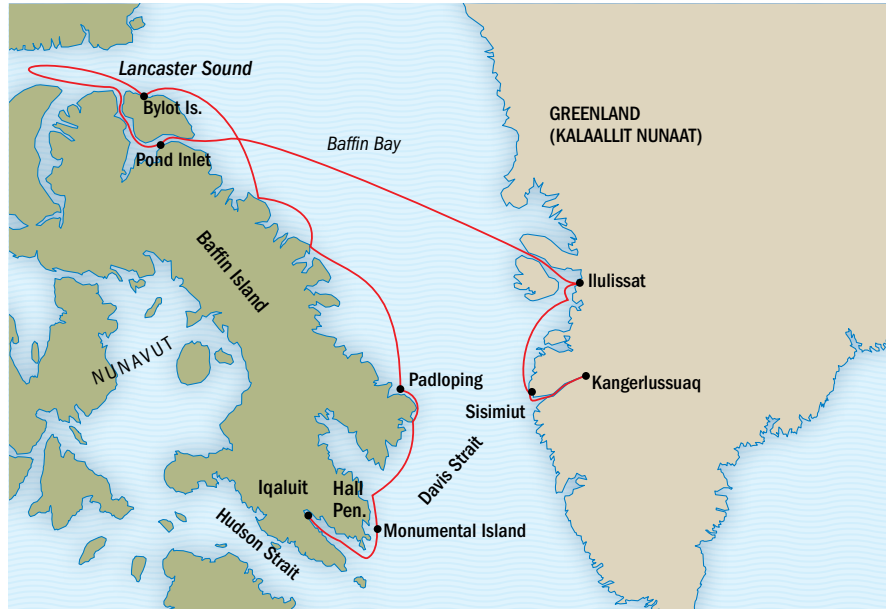 Lancaster Sound
Bylot Is.
GREENLAND
(KALAALLIT NUNAAT)
Baffin Bay
Pond Inlet
Baffin Island
Ilulissat
NUNAVUT
Padloping
Kangerlussuaq
Sisimiut
Davis Strait
Iqaluit
Hall
Pen.
Hudson Strait
Monumental Island